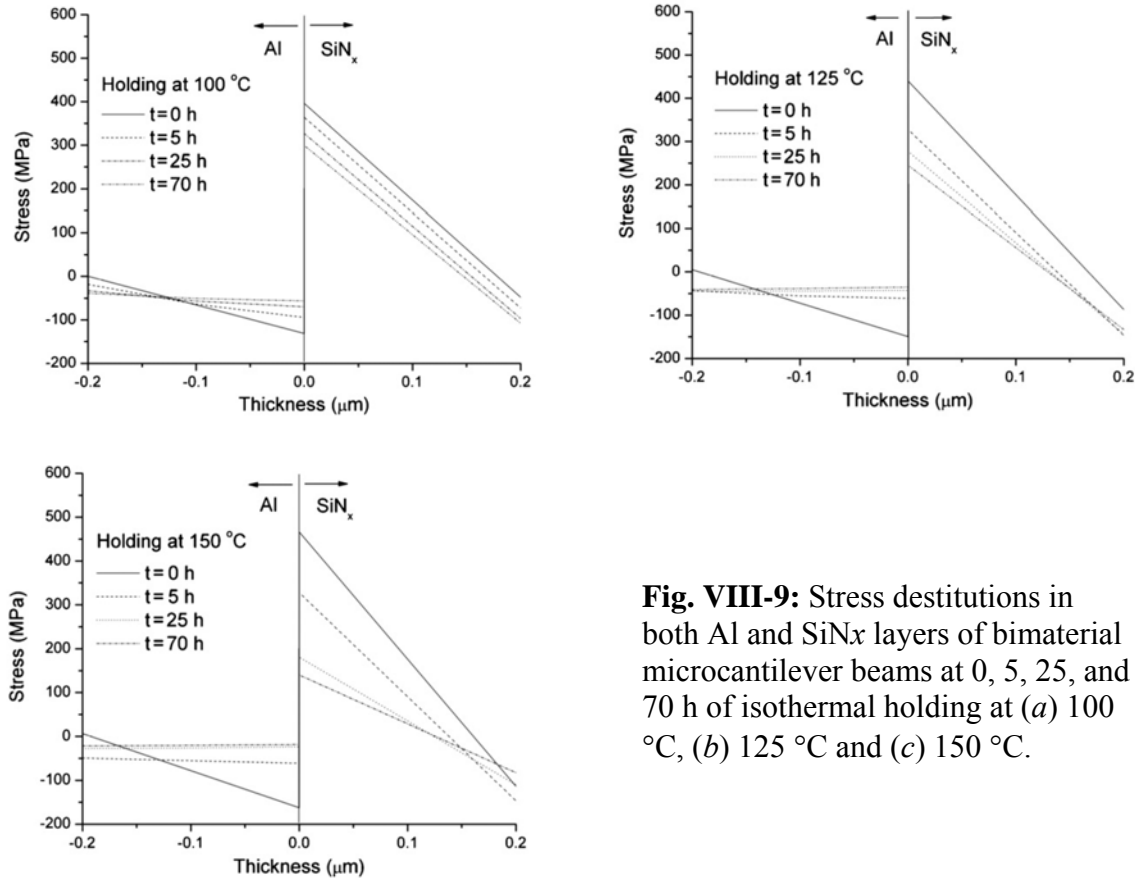 600
500
400
300
200
100
0
-100
-200
Stress (MPa)
Al
SiNx
Holding at 100 °C
t=0 h
t=5 h
t=25 h
t=70 h
-0.2
-0.1
0.0
0.1
0.2
Thickness (μm)
600
500
400
300
200
100
0
-100
-200
Stress (MPa)
Al
SiNx
Holding at 125 °C
t=0 h
t=5 h
t=25 h
t=70 h
-0.2
-0.1
0.0
0.1
0.2
Thickness (μm)
600
500
400
300
200
100
0
-100
-200
Stress (MPa)
Al
SiNx
Holding at 150 °C
t=0 h
t=5 h
t=25 h
t=70 h
-0.2
-0.1
0.0
0.1
0.2
Thickness (μm)
Fig. VIII-9: Stress destitutions in
both Al and SiNx layers of bimaterial
microcantilever beams at 0, 5, 25, and
70 h of isothermal holding at (a) 100
°C, (b) 125 °C and (c) 150 °C.